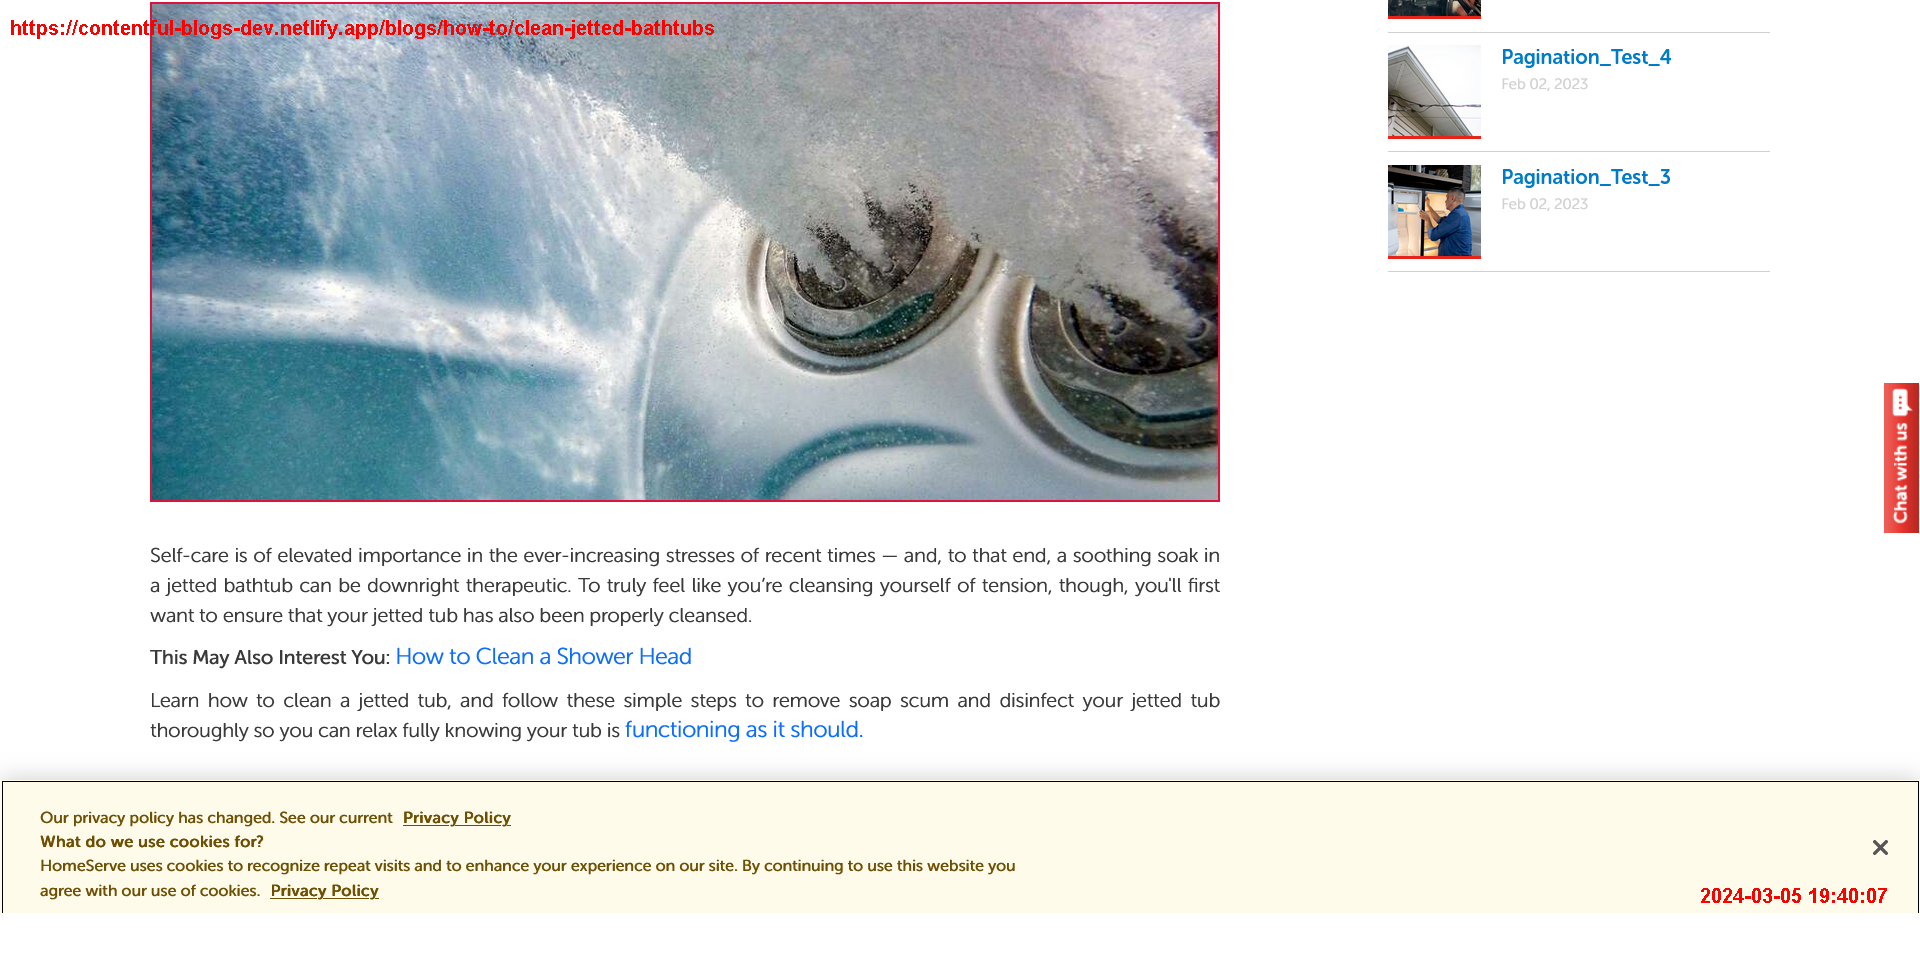 https://contentful-blogs-dev.netlify.app/blogs/how-to/clean-jetted-bathtubs
Pagination_Test_4
Feb 02, 2023
Pagination_Test_3
Feb 02, 2023
Chat with us
Self-care is of elevated importance in the ever-increasing stresses of recent times — and, to that end, a soothing soak in
a jetted bathtub can be downright therapeutic. To truly feel like you’re cleansing yourself of tension, though, you'll first
want to ensure that your jetted tub has also been properly cleansed.
This May Also Interest You: How to Clean a Shower Head
Learn how to clean a jetted tub, and follow these simple steps to remove soap scum and disinfect your jetted tub
thoroughly so you can relax fully knowing your tub is functioning as it should.
Our privacy policy has changed. See our current Privacy Policy
What do we use cookies for?
HomeServe uses cookies to recognize repeat visits and to enhance your experience on our site. By continuing to use this website you
agree with our use of cookies. Privacy Policy
2024-03-05 19:40:07